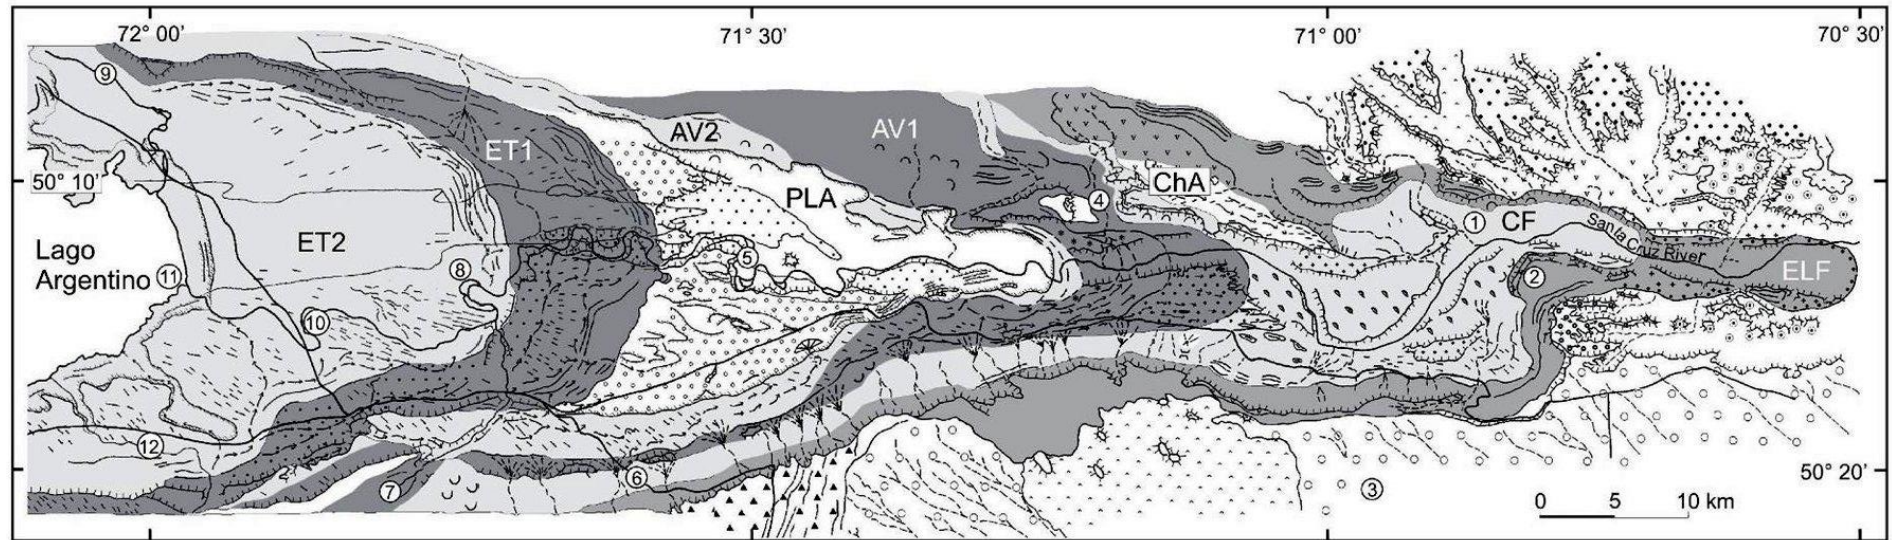 72° 00’
71° 30’
71° 00’
70° 30’
9
AV2
AV1
ET1
50° 10’
ChA
PLA
4
1
CF
Santa Cruz River
ET2
Lago
Argentino
11
8
5
2
ELF
10
12
6
7
3
50° 20’
0
5
10 km